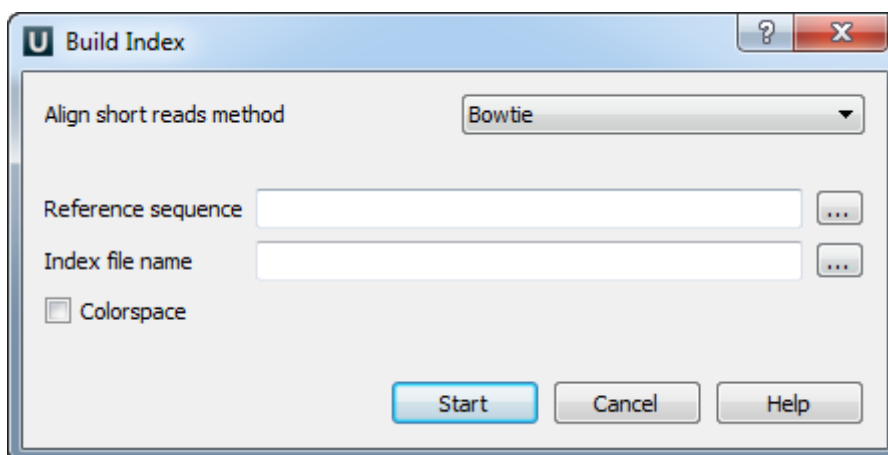 U Build Index ? X
Align short reads method Bowtie
Reference sequence ...
Index file name ...
Colorspace
Start Cancel Help